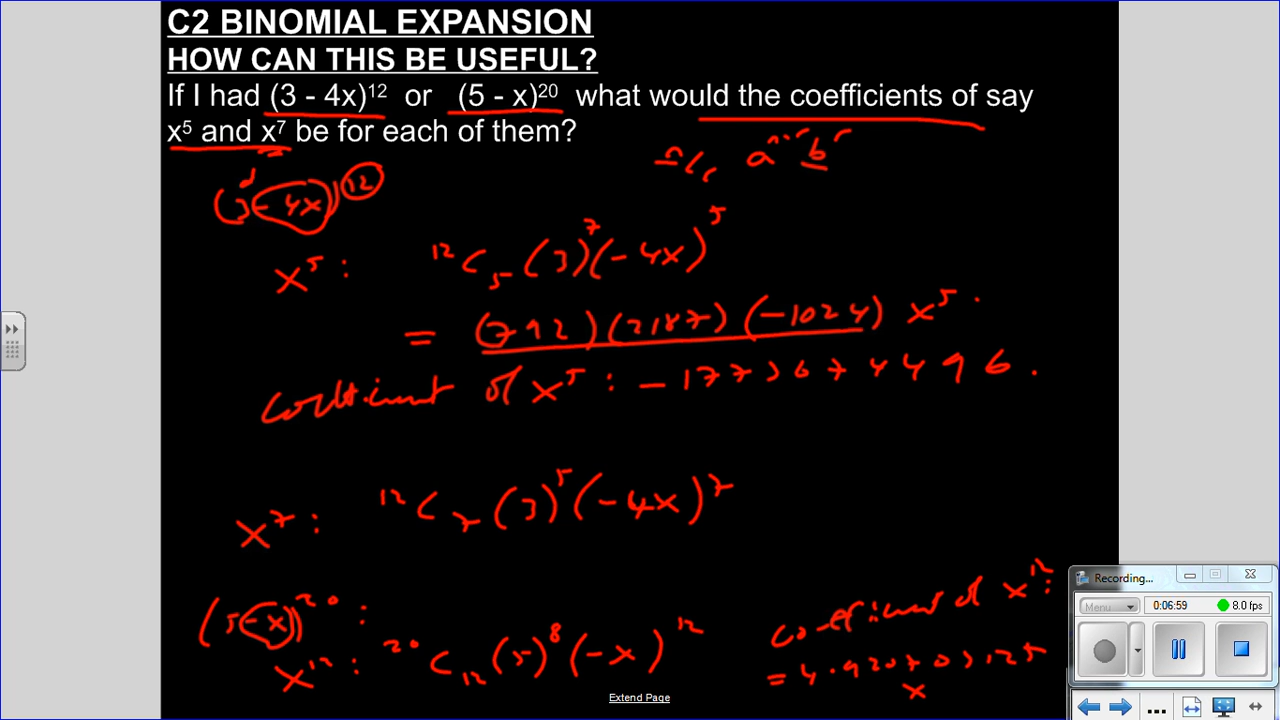 C2 BINOMIAL EXPANSION
HOW CAN THIS BE USEFUL?
If I had (3 - 4x)¹² or (5 - x)²⁰ what would the coefficients of say
x⁵ and x⁷ be for each of them?
ⁿCᵣ aⁿ⁻ʳ bʳ
(3 - 4x)¹²
x⁵ : ¹²C₅ (3)⁷(-4x)⁵
= (792)(2187)(-1024) x⁵.
coefficient of x⁵ : -1773674496.
x⁷ : ¹²C₇ (3)⁵(-4x)⁷
(5-x)²⁰ :
x¹² : ²⁰C₁₂ (5)⁸(-x)¹²
coefficient of x¹²:
= 4.920703125
x
Recording...
Menu
0:06:59
8.0 fps
Extend Page